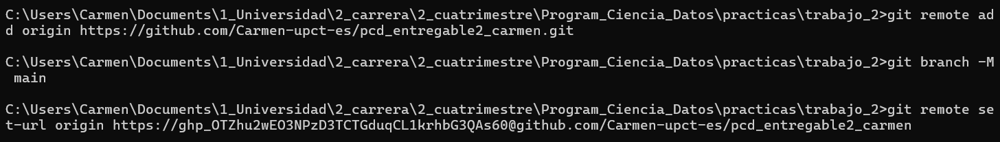 C:\Users\Carmen\Documents\1_Universidad\2_carrera\2_cuatrimestre\Program_Ciencia_Datos\practicas\trabajo_2>git remote ad
d origin https://github.com/Carmen-upct-es/pcd_entregable2_carmen.git
C:\Users\Carmen\Documents\1_Universidad\2_carrera\2_cuatrimestre\Program_Ciencia_Datos\practicas\trabajo_2>git branch -M
 main
C:\Users\Carmen\Documents\1_Universidad\2_carrera\2_cuatrimestre\Program_Ciencia_Datos\practicas\trabajo_2>git remote se
t-url origin https://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@github.com/Carmen-upct-es/pcd_entregable2_carmen